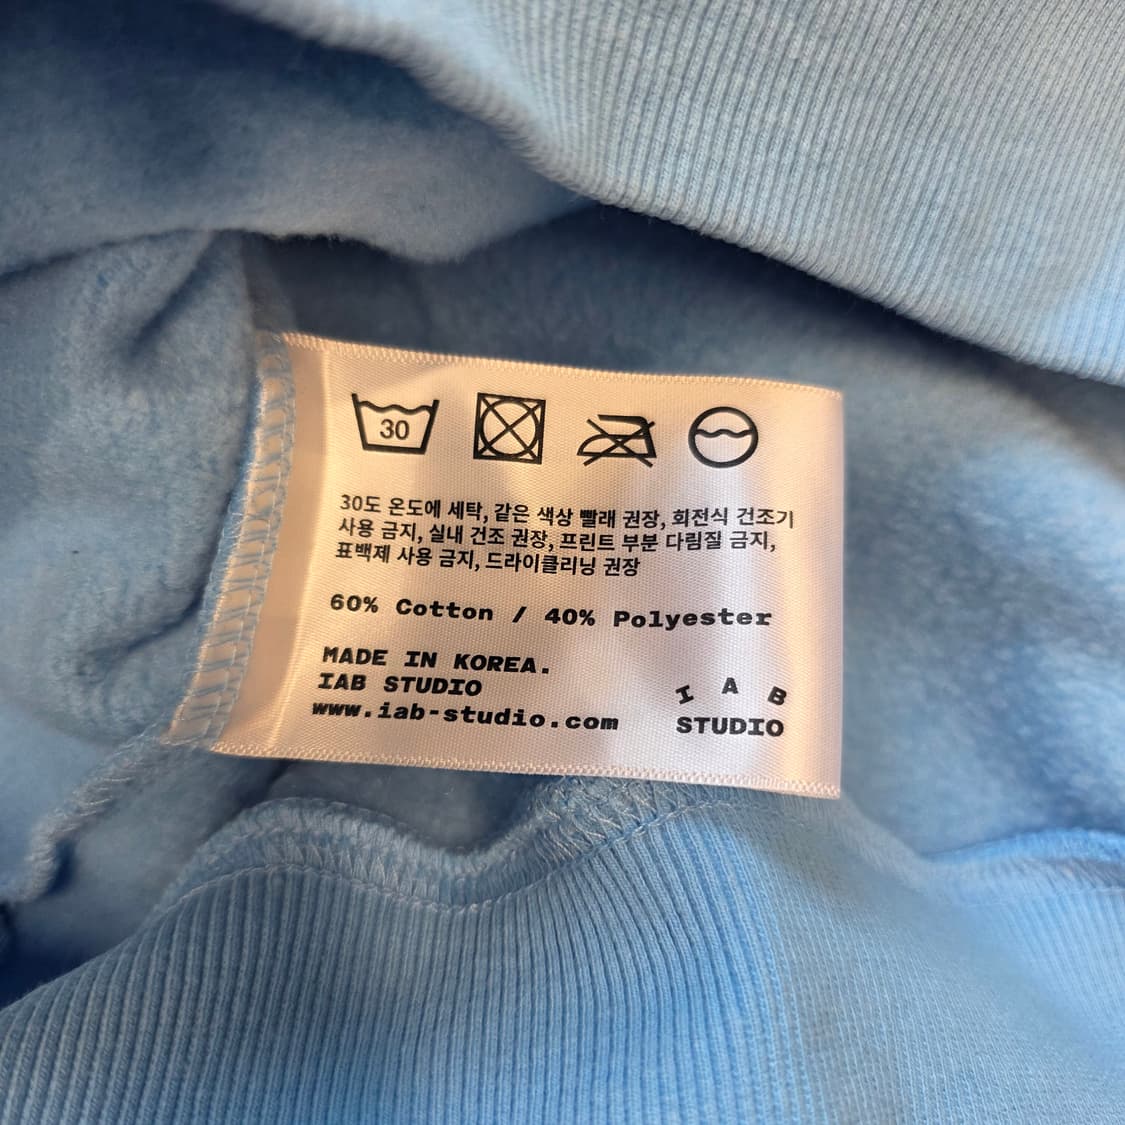 30
30도 온도에 세탁, 같은 색상 빨래 권장, 회전식 건조기
사용 금지, 실내 건조 권장, 프린트 부분 다림질 금지,
표백제 사용 금지, 드라이클리닝 권장
60% Cotton / 40% Polyester
MADE IN KOREA.
IAB STUDIO
www.iab-studio.com
I A B
STUDIO